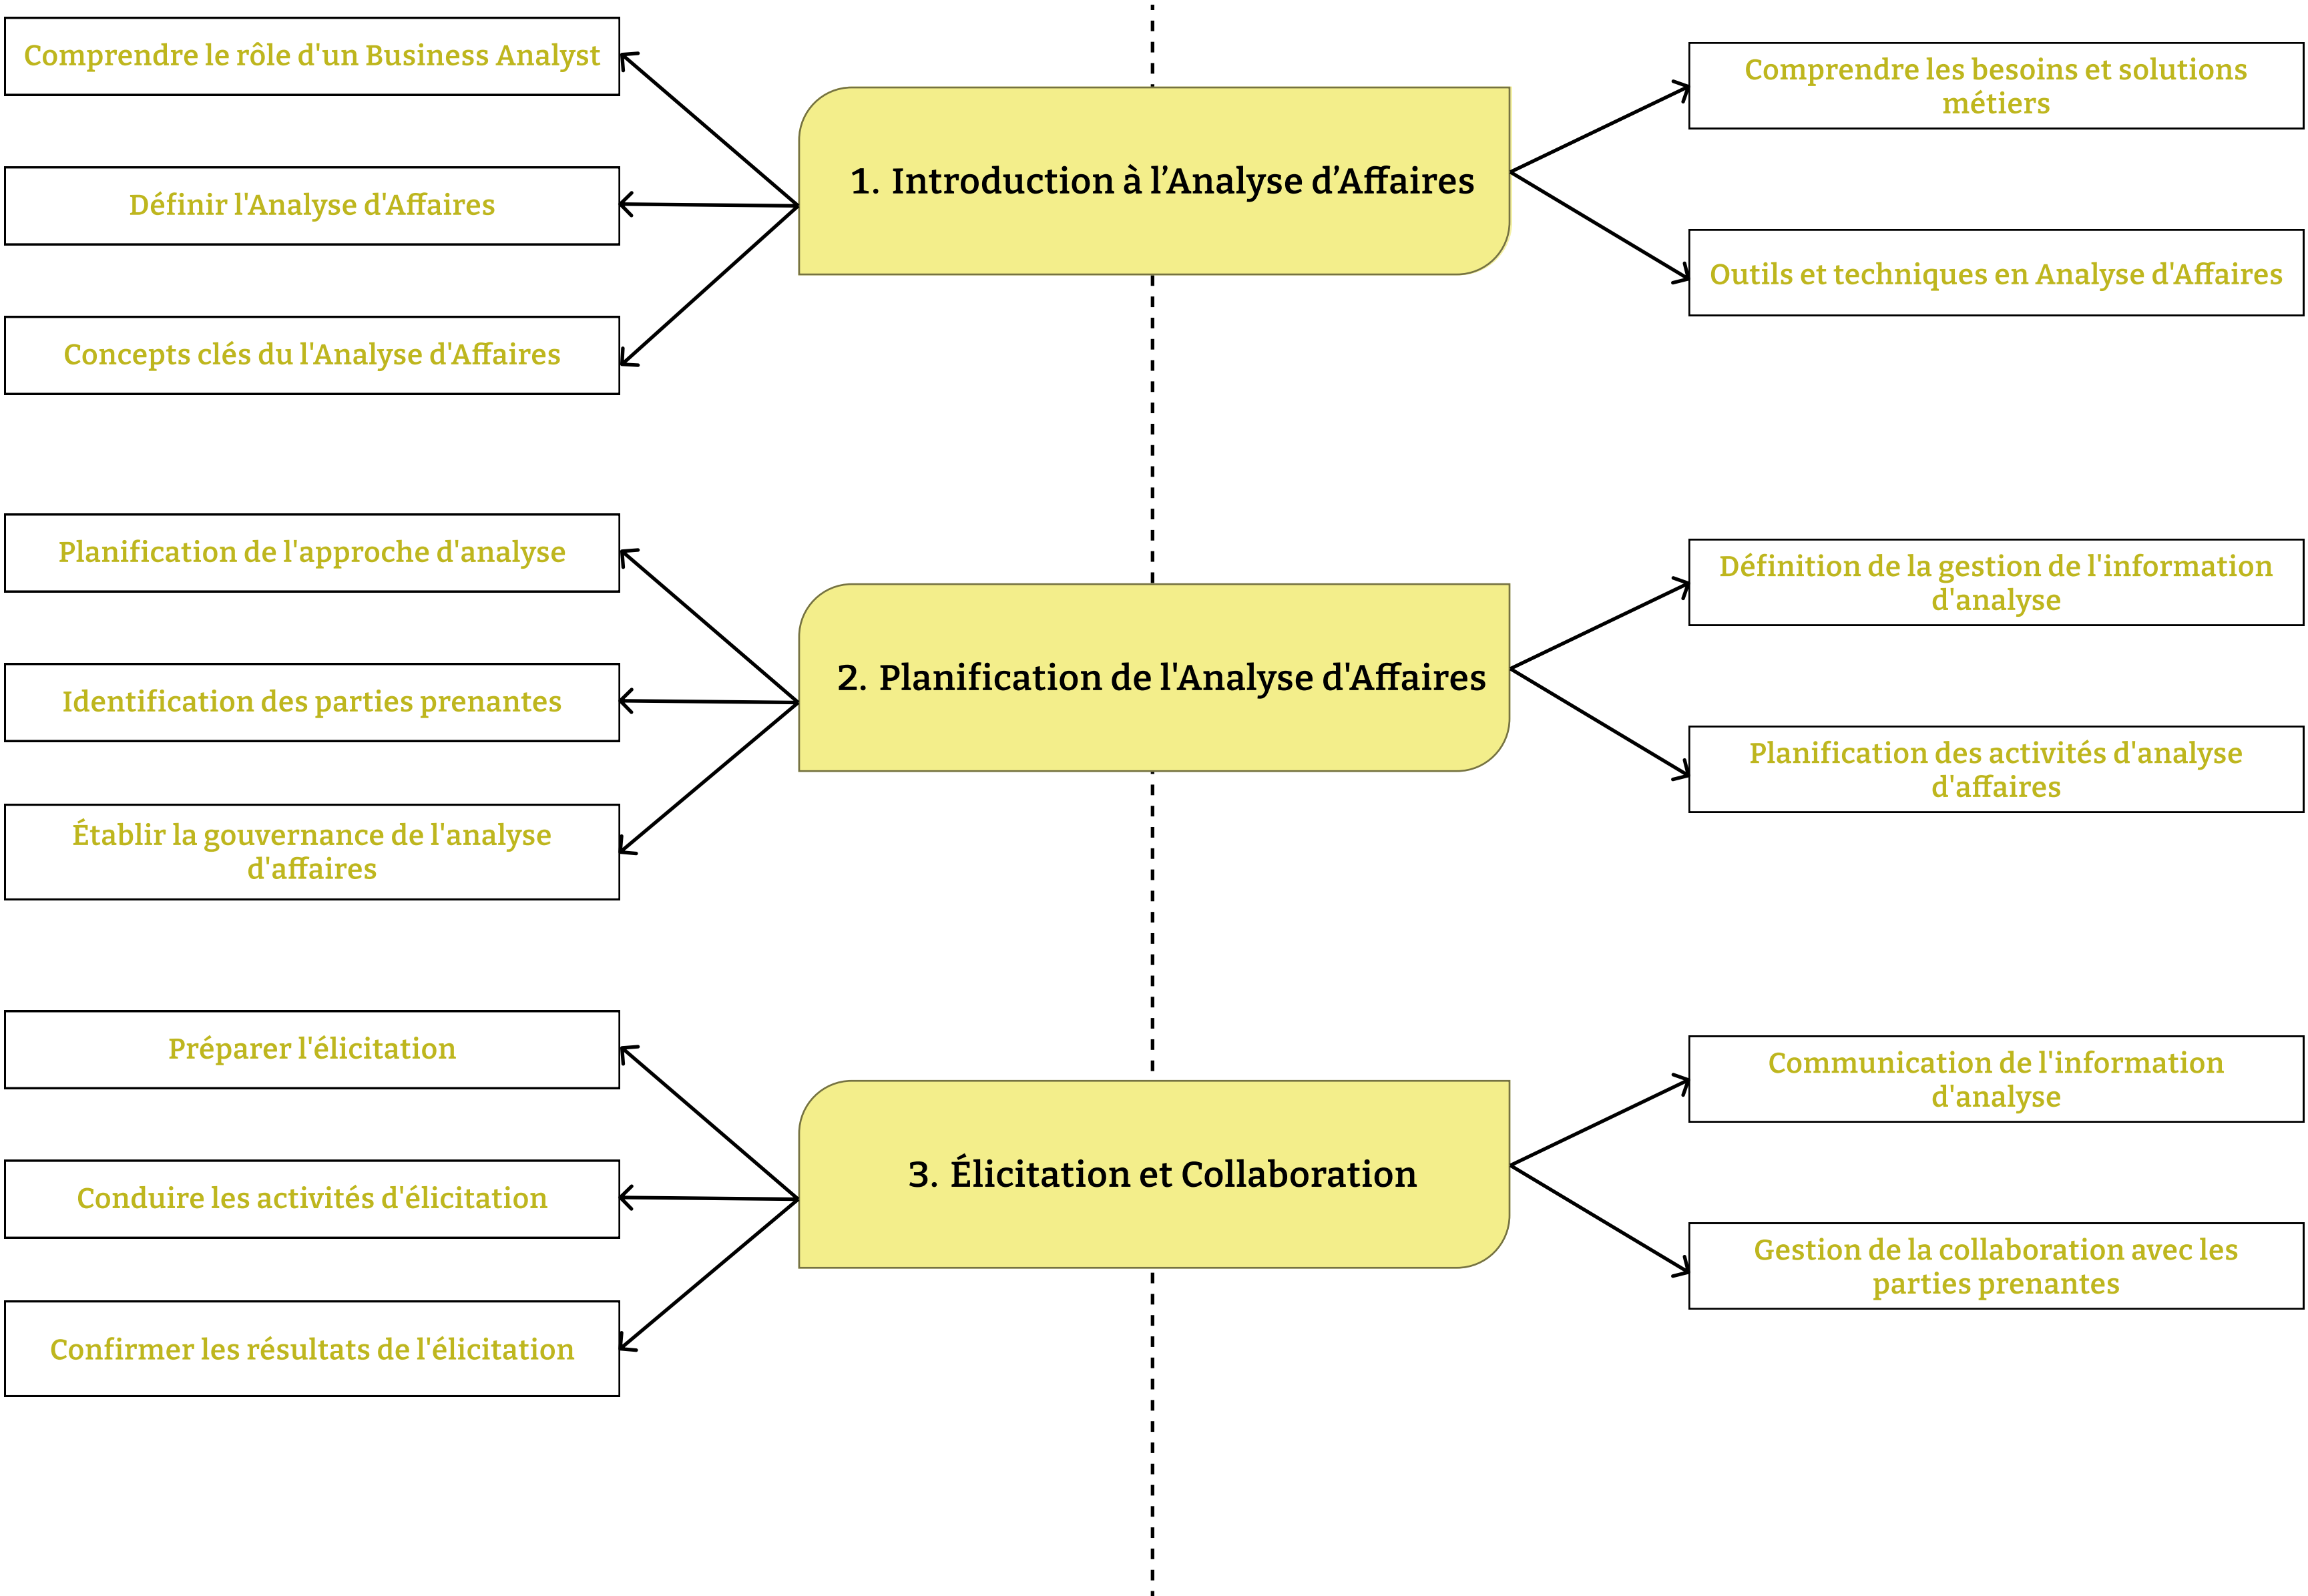 Comprendre le rôle d'un Business Analyst
Définir l'Analyse d'Affaires
Concepts clés du l'Analyse d'Affaires
1. Introduction à l’Analyse d’Affaires
Comprendre les besoins et solutions
métiers
Outils et techniques en Analyse d'Affaires
Planification de l'approche d'analyse
Identification des parties prenantes
Établir la gouvernance de l'analyse
d'affaires
2. Planification de l'Analyse d'Affaires
Définition de la gestion de l'information
d'analyse
Planification des activités d'analyse
d'affaires
Préparer l'élicitation
Conduire les activités d'élicitation
Confirmer les résultats de l'élicitation
3. Élicitation et Collaboration
Communication de l'information
d'analyse
Gestion de la collaboration avec les
parties prenantes